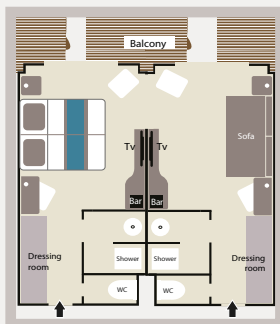 Balcony
Sofa
Tv Tv
Bar Bar
Dressing
room
Shower Shower
Dressing
room
WC WC